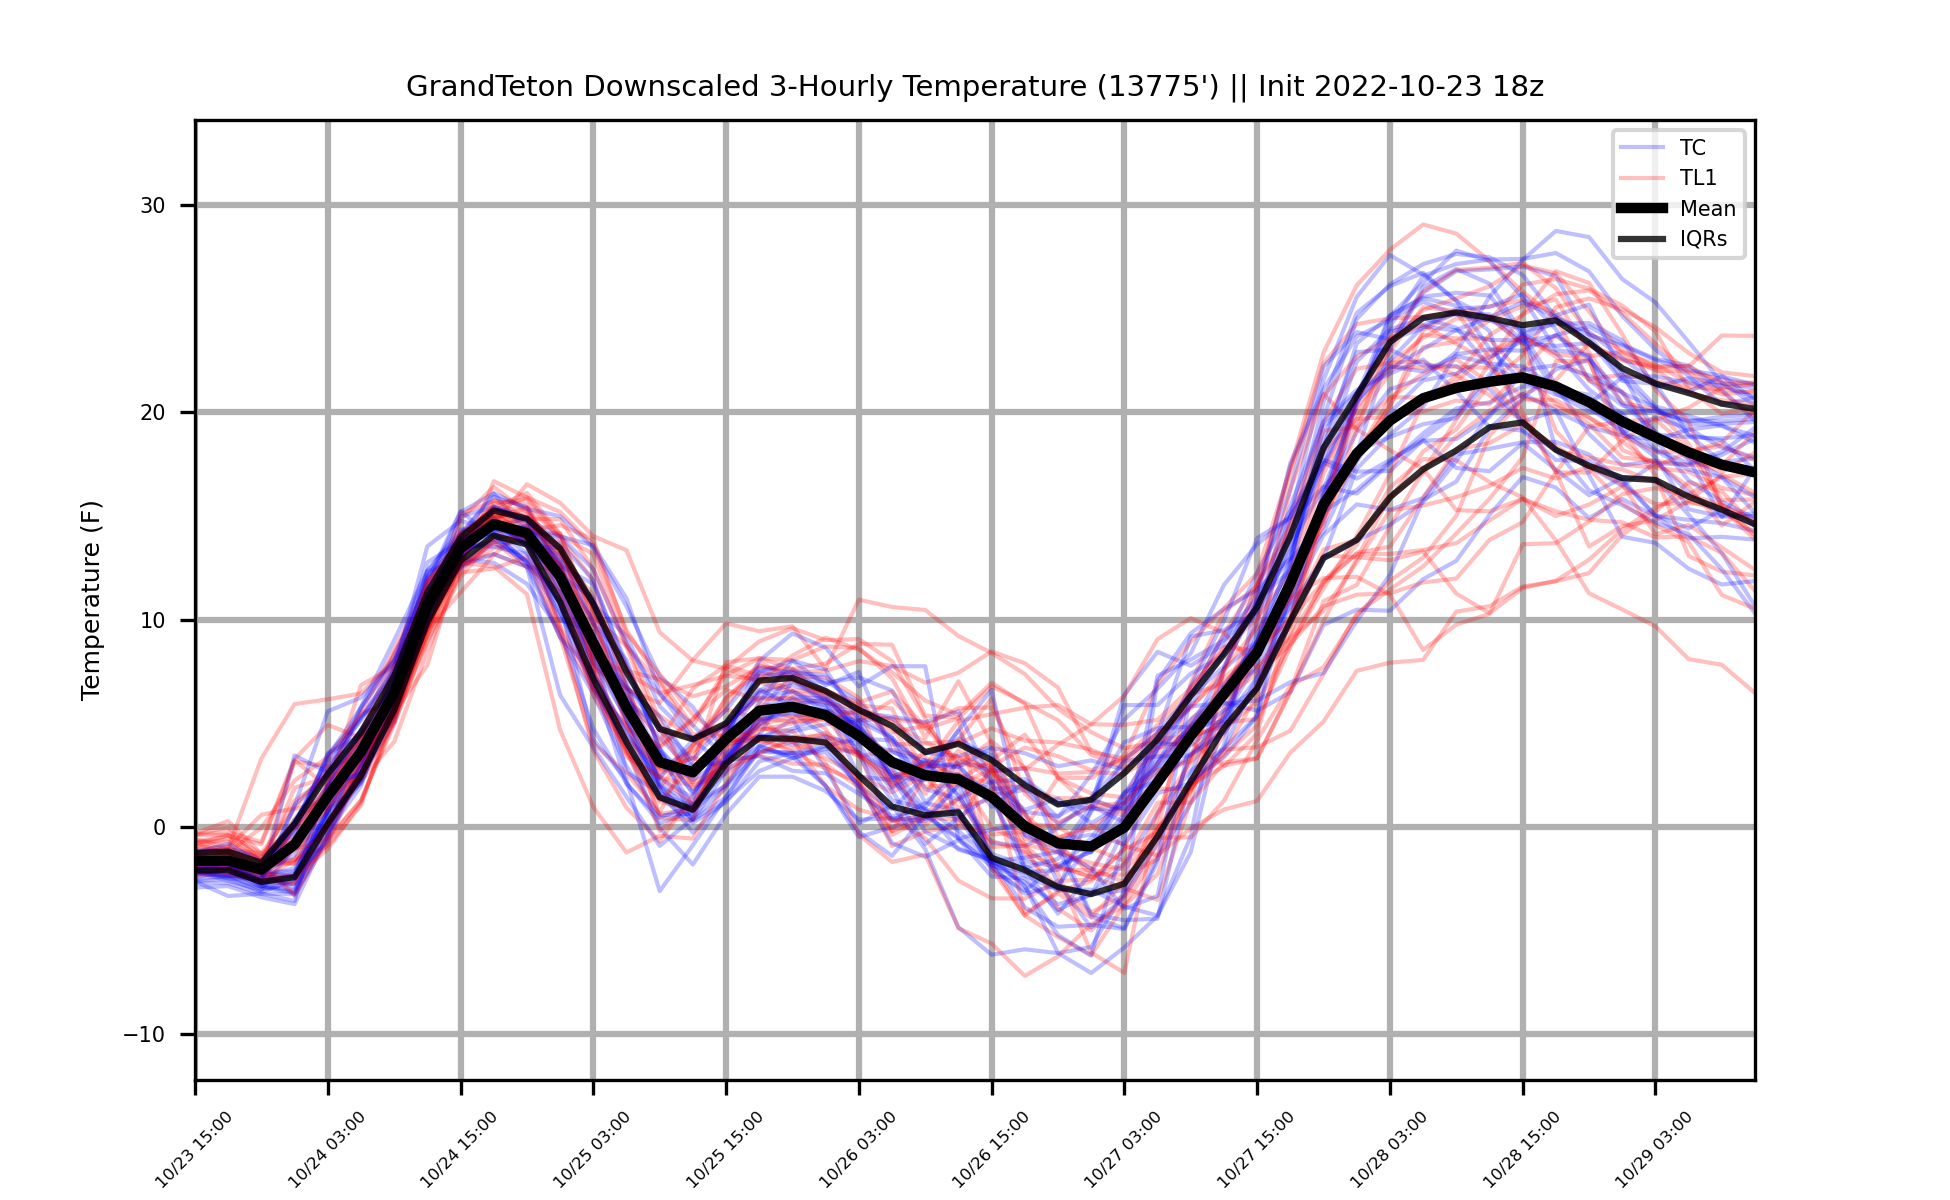 GrandTeton Downscaled 3-Hourly Temperature (13775') || Init 2022-10-23 18z
TC
TL1
Mean
IQRs
Temperature (F)
30
20
10
0
−10
10/23 15:00
10/24 03:00
10/24 15:00
10/25 03:00
10/25 15:00
10/26 03:00
10/26 15:00
10/27 03:00
10/27 15:00
10/28 03:00
10/28 15:00
10/29 03:00